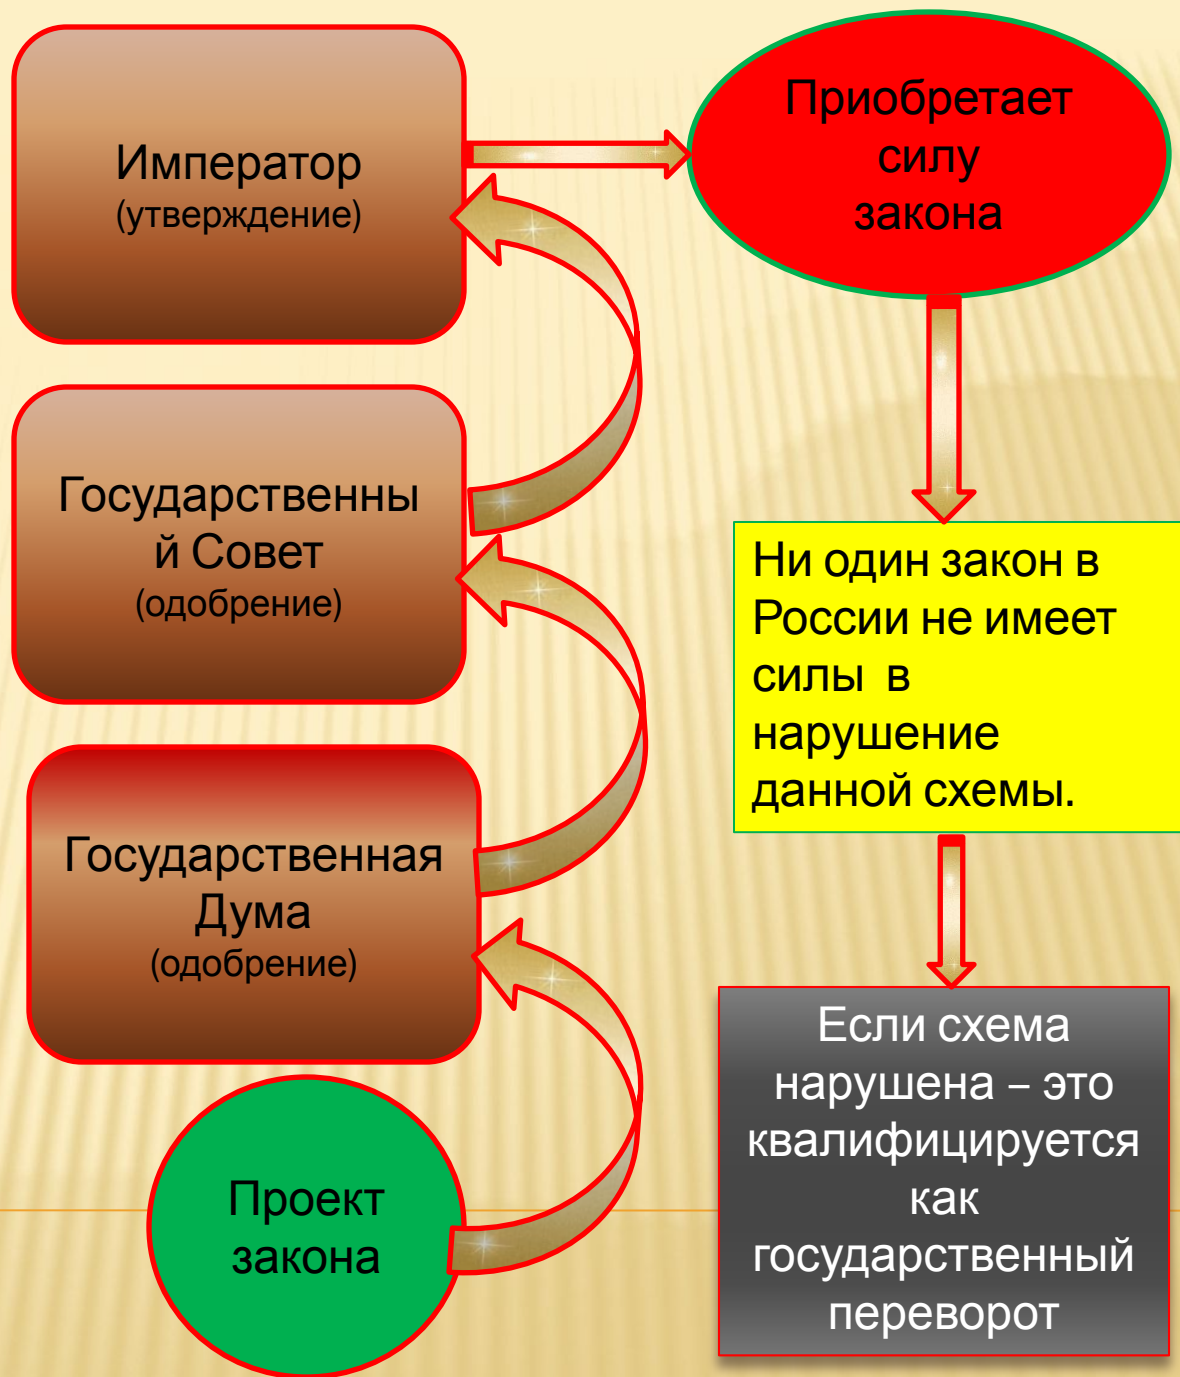 Император
(утверждение)
Приобретает
силу
закона
Государственны
й Совет
(одобрение)
Ни один закон в
России не имеет
силы в
нарушение
данной схемы.
Государственная
Дума
(одобрение)
Если схема
нарушена – это
квалифицируется
как
государственный
переворот
Проект
закона